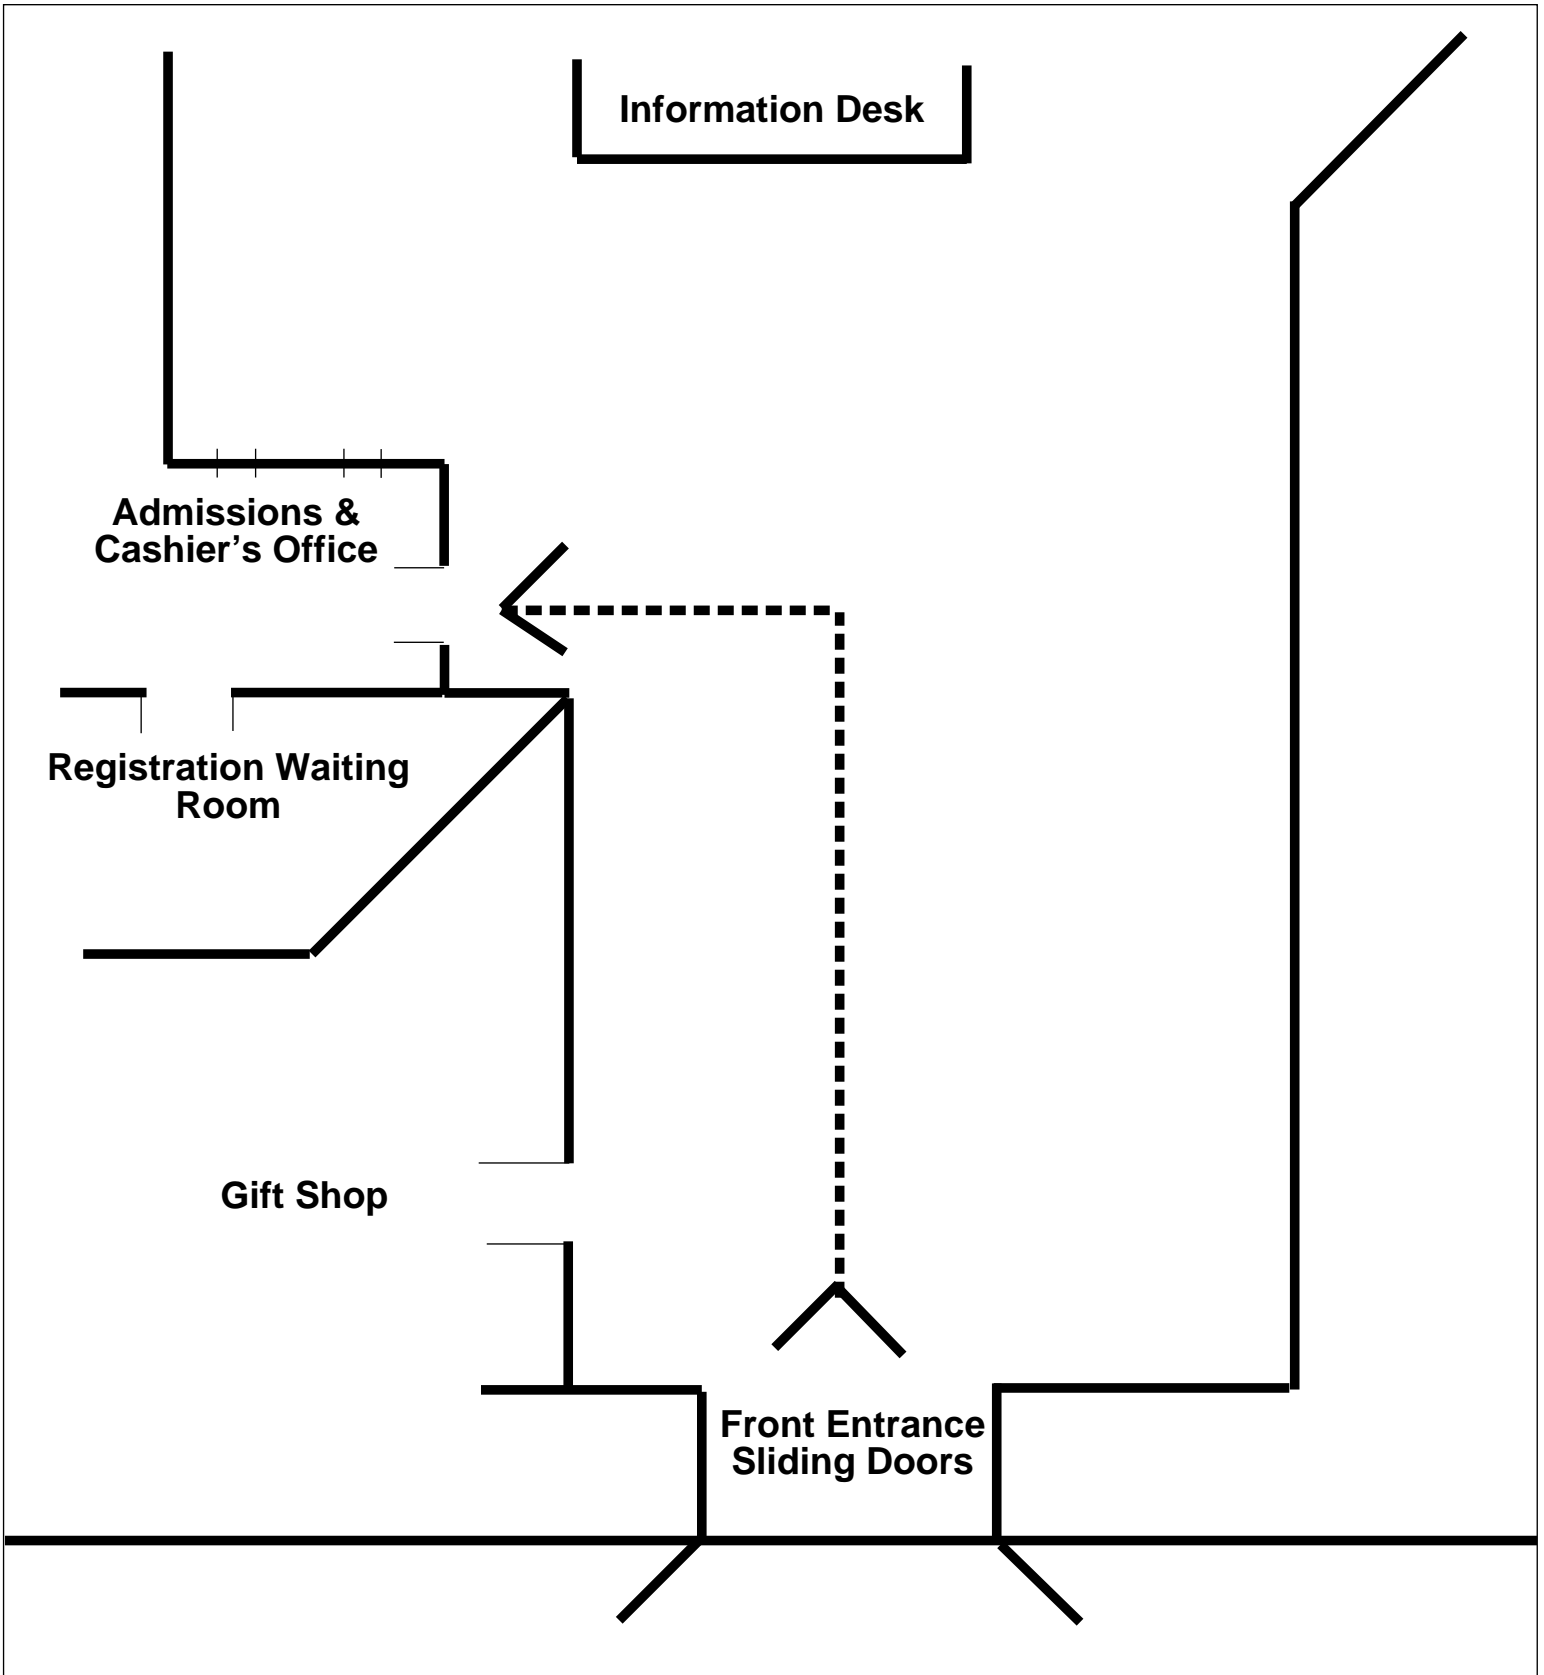 Information Desk
Admissions &
Cashier’s Office
Registration Waiting
Room
Gift Shop
Front Entrance
Sliding Doors